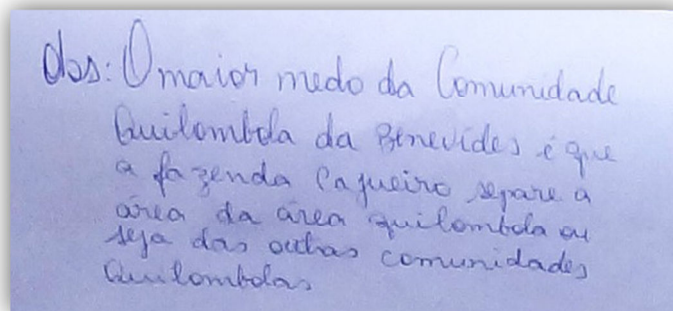 Obs: O maior medo da Comunidade
Quilombola da Benevides é que
a fazenda Cajueiro separe a
área da área quilombola ou
seja das outras comunidades
Quilombolas